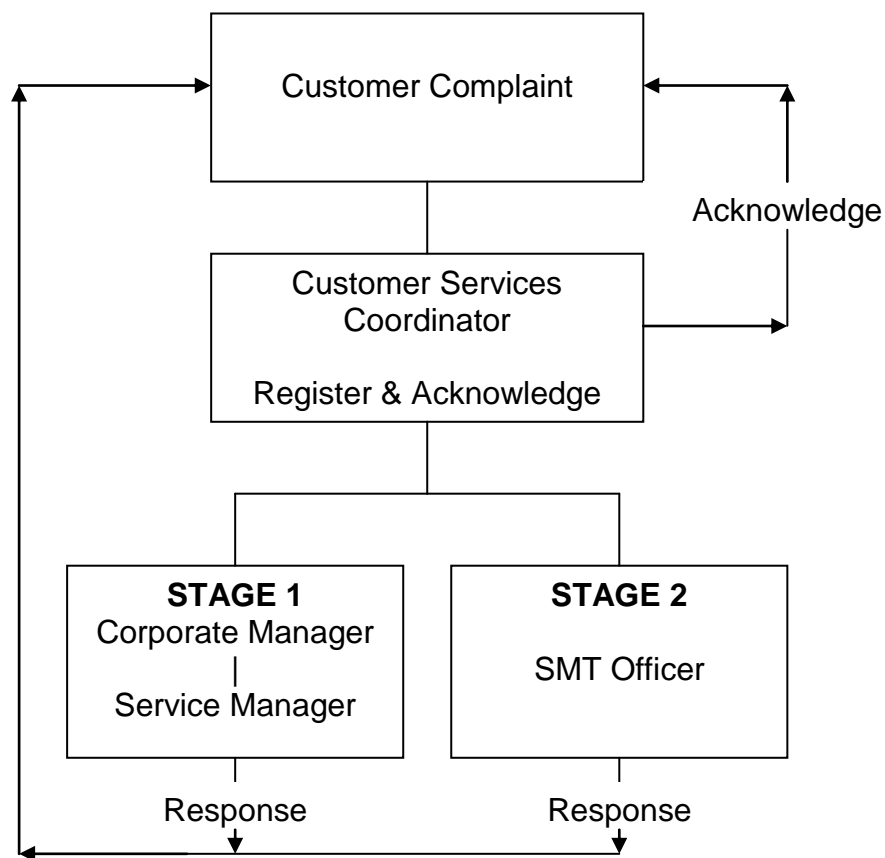 Customer Complaint
Acknowledge
Customer Services
Coordinator
Register & Acknowledge
STAGE 1
Corporate Manager
Service Manager
STAGE 2
SMT Officer
Response
Response